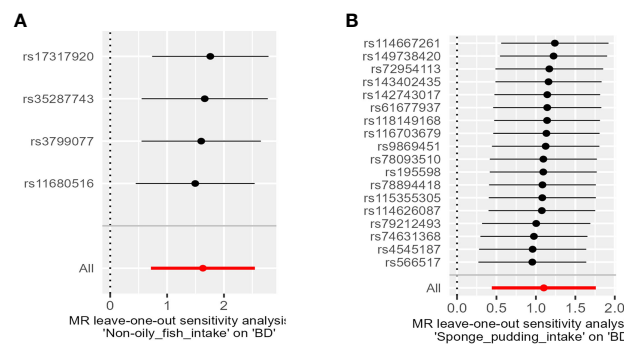 A
rs17317920
rs35287743
rs3799077
rs11680516
All
0 1 2
MR leave-one-out sensitivity analysis
'Non-oily_fish_intake' on 'BD'
B
rs114667261
rs149738420
rs72954113
rs143402435
rs142743017
rs61677937
rs118149168
rs116703679
rs9869451
rs78093510
rs195598
rs78894418
rs115355305
rs114626087
rs79212493
rs74631368
rs4545187
rs566517
All
0.0 0.5 1.0 1.5 2.0
MR leave-one-out sensitivity analys
'Sponge_pudding_intake' on 'BD